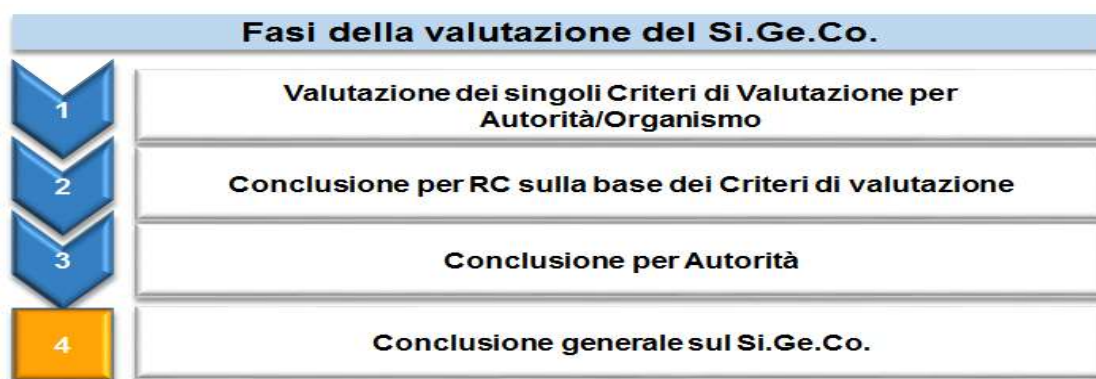 Fasi della valutazione del Si.Ge.Co.
1
Valutazione dei singoli Criteri di Valutazione per
Autorità/Organismo
2
Conclusione per RC sulla base dei Criteri di valutazione
3
Conclusione per Autorità
4
Conclusione generale sul Si.Ge.Co.